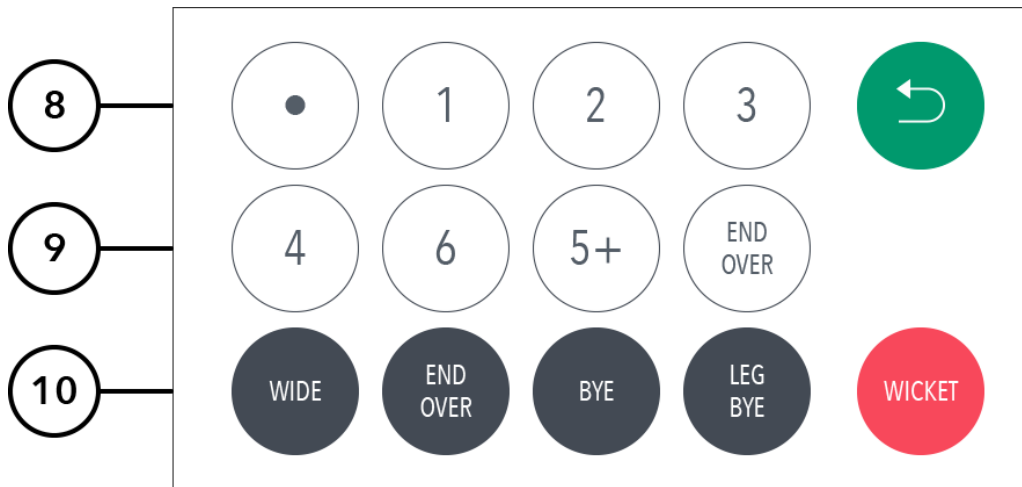 8
• 1 2 3
9
4 6 5+ END OVER
10
WIDE END OVER BYE LEG BYE WICKET